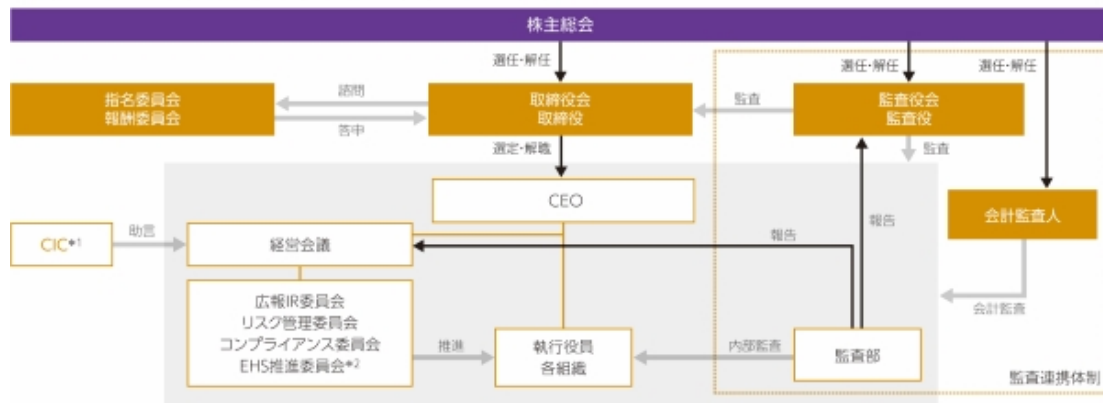 株主総会
選任・解任
選任・解任
選任・解任
指名委員会
報酬委員会
諮問
答申
取締役会
取締役
監査
監査役会
監査役
選定・解職
監査
CEO
会計監査人
CIC*1
助言
経営会議
報告
報告
会計監査
広報IR委員会
リスク管理委員会
コンプライアンス委員会
EHS推進委員会*2
推進
執行役員
各組織
内部監査
監査部
監査連携体制